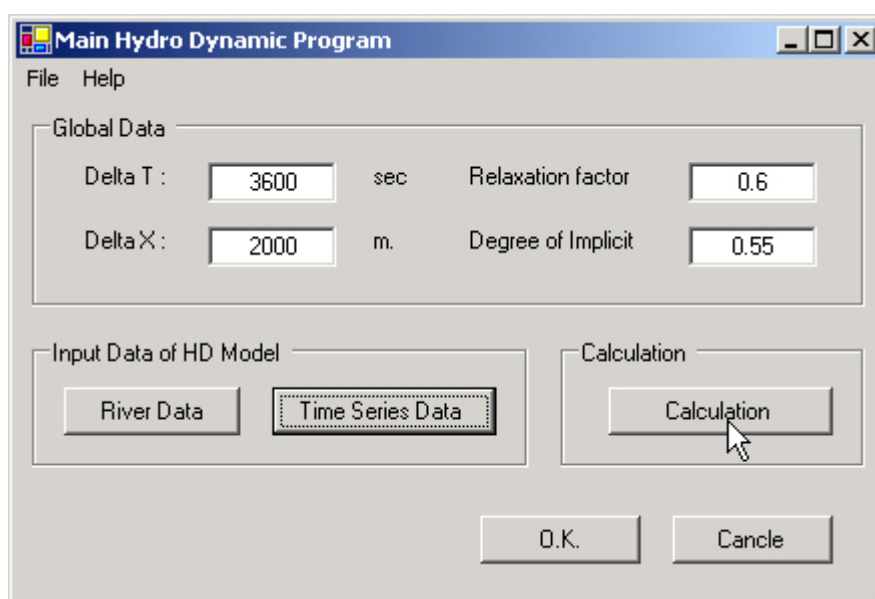 Main Hydro Dynamic Program
File Help
Global Data
Delta T : 3600 sec Relaxation factor 0.6
Delta X : 2000 m. Degree of Implicit 0.55
Input Data of HD Model Calculation
River Data Time Series Data Calculation
O.K. Cancle